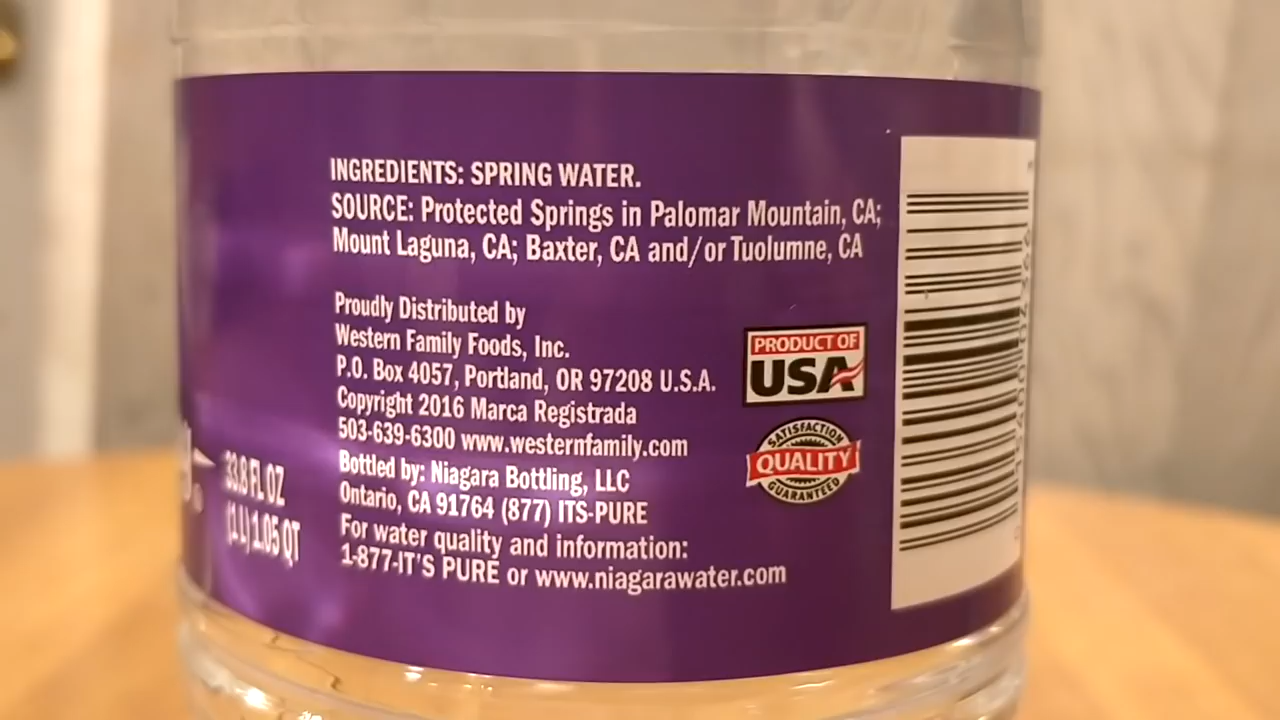 INGREDIENTS: SPRING WATER.
SOURCE: Protected Springs in Palomar Mountain, CA;
Mount Laguna, CA; Baxter, CA and/or Tuolumne, CA
Proudly Distributed by
Western Family Foods, Inc.
P.O. Box 4057, Portland, OR 97208 U.S.A.
Copyright 2016 Marca Registrada
503-639-6300 www.westernfamily.com
Bottled by: Niagara Bottling, LLC
Ontario, CA 91764 (877) ITS-PURE
For water quality and information:
1-877-IT'S PURE or www.niagarawater.com
33.8 FL OZ
(1 L) 1.05 QT
PRODUCT OF
USA
SATISFACTION
QUALITY
GUARANTEED